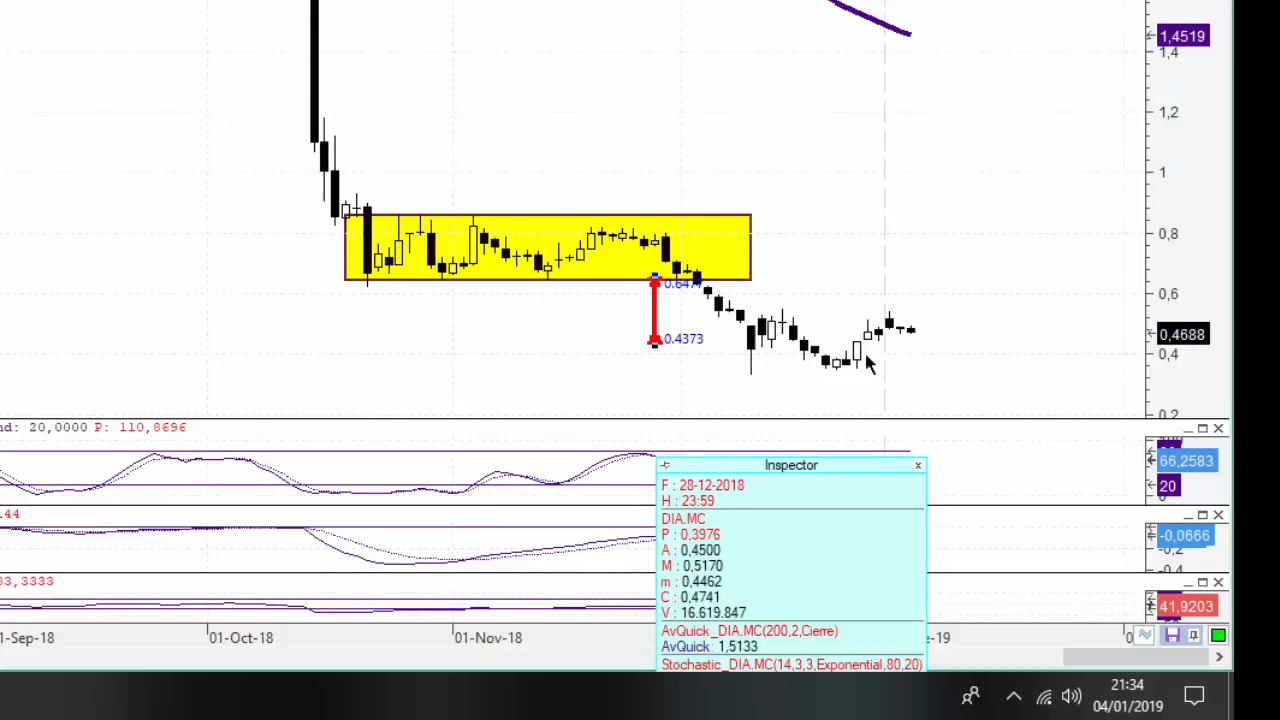 1,4519
1,4
1,2
1
0,8
0,6
0.4373
0,4688
0,4
0,2
nd: 20,0000 P: 110,8696
66,2583
20
.44
-0,0666
-0,2
-0,4
33,3333
41,9203
Inspector
F : 28-12-2018
H : 23:59
DIA.MC
P : 0,3976
A : 0,4500
M : 0,5170
m : 0,4462
C : 0,4741
V : 16.619.847
AvQuick_DIA.MC(200,2,Cierre)
AvQuick: 1,5133
Stochastic_DIA.MC(14,3,3,Exponential,80,20)
1-Sep-18
01-Oct-18
01-Nov-18
e-19
21:34
04/01/2019